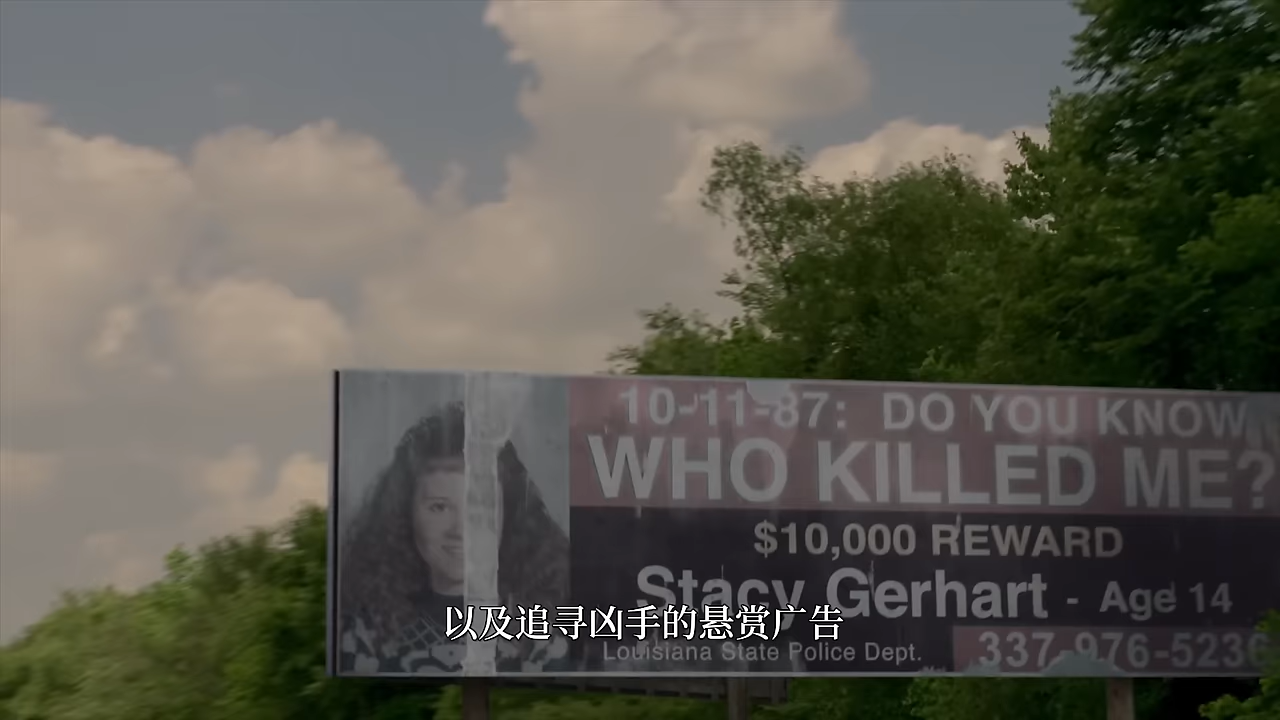 10-11-87: DO YOU KNOW
WHO KILLED ME?
$10,000 REWARD
Stacy Gerhart - Age 14
以及追寻凶手的悬赏广告
Louisiana State Police Dept.
337-976-5236